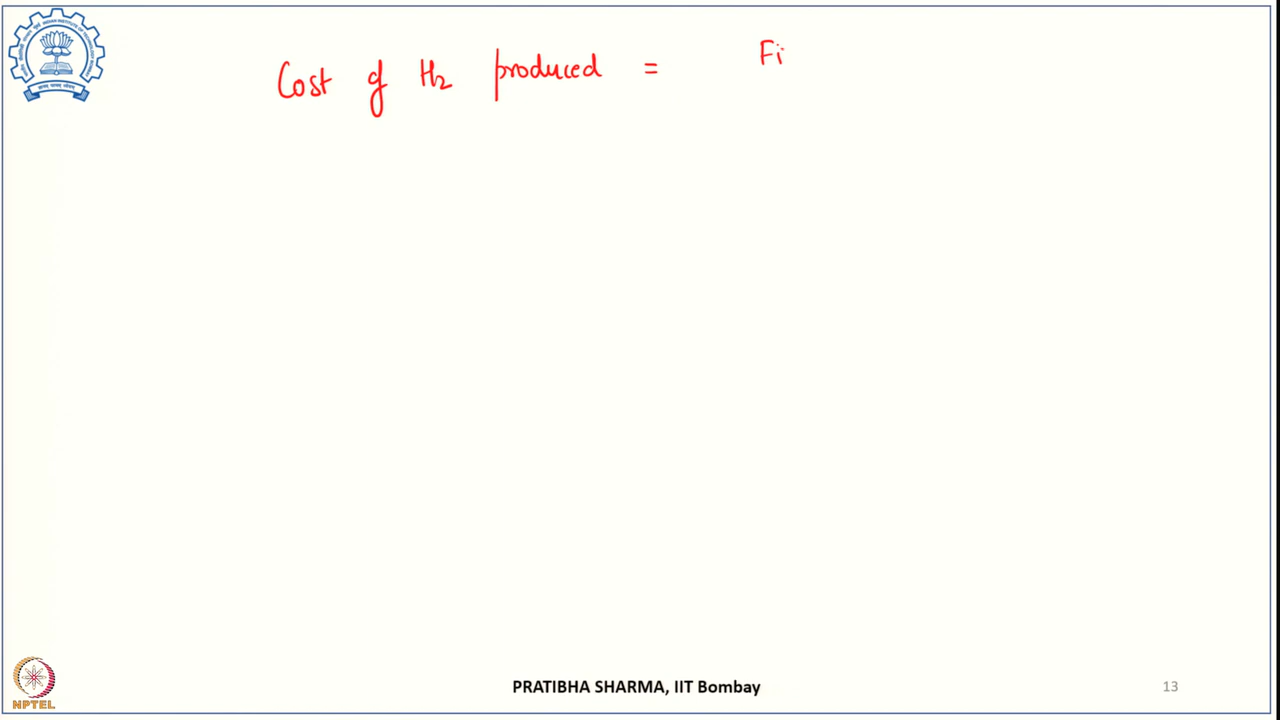 Cost of H2 produced = Fi
NPTEL
PRATIBHA SHARMA, IIT Bombay
13